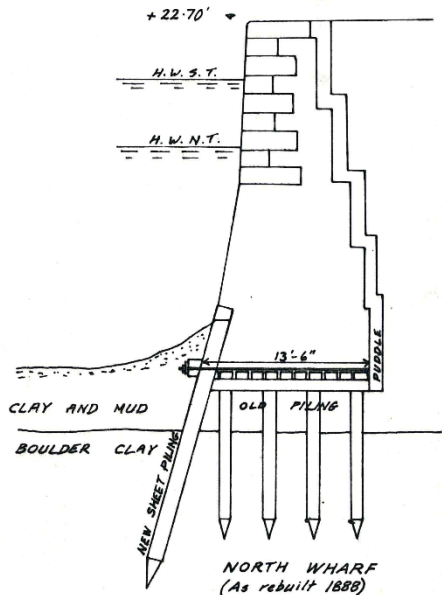 +22·70'
H.W.S.T.
H.W.N.T.
13'-6"
PUDDLE
CLAY AND MUD
OLD PILING
BOULDER CLAY
NEW SHEET PILING
NORTH WHARF
(As rebuilt 1888)